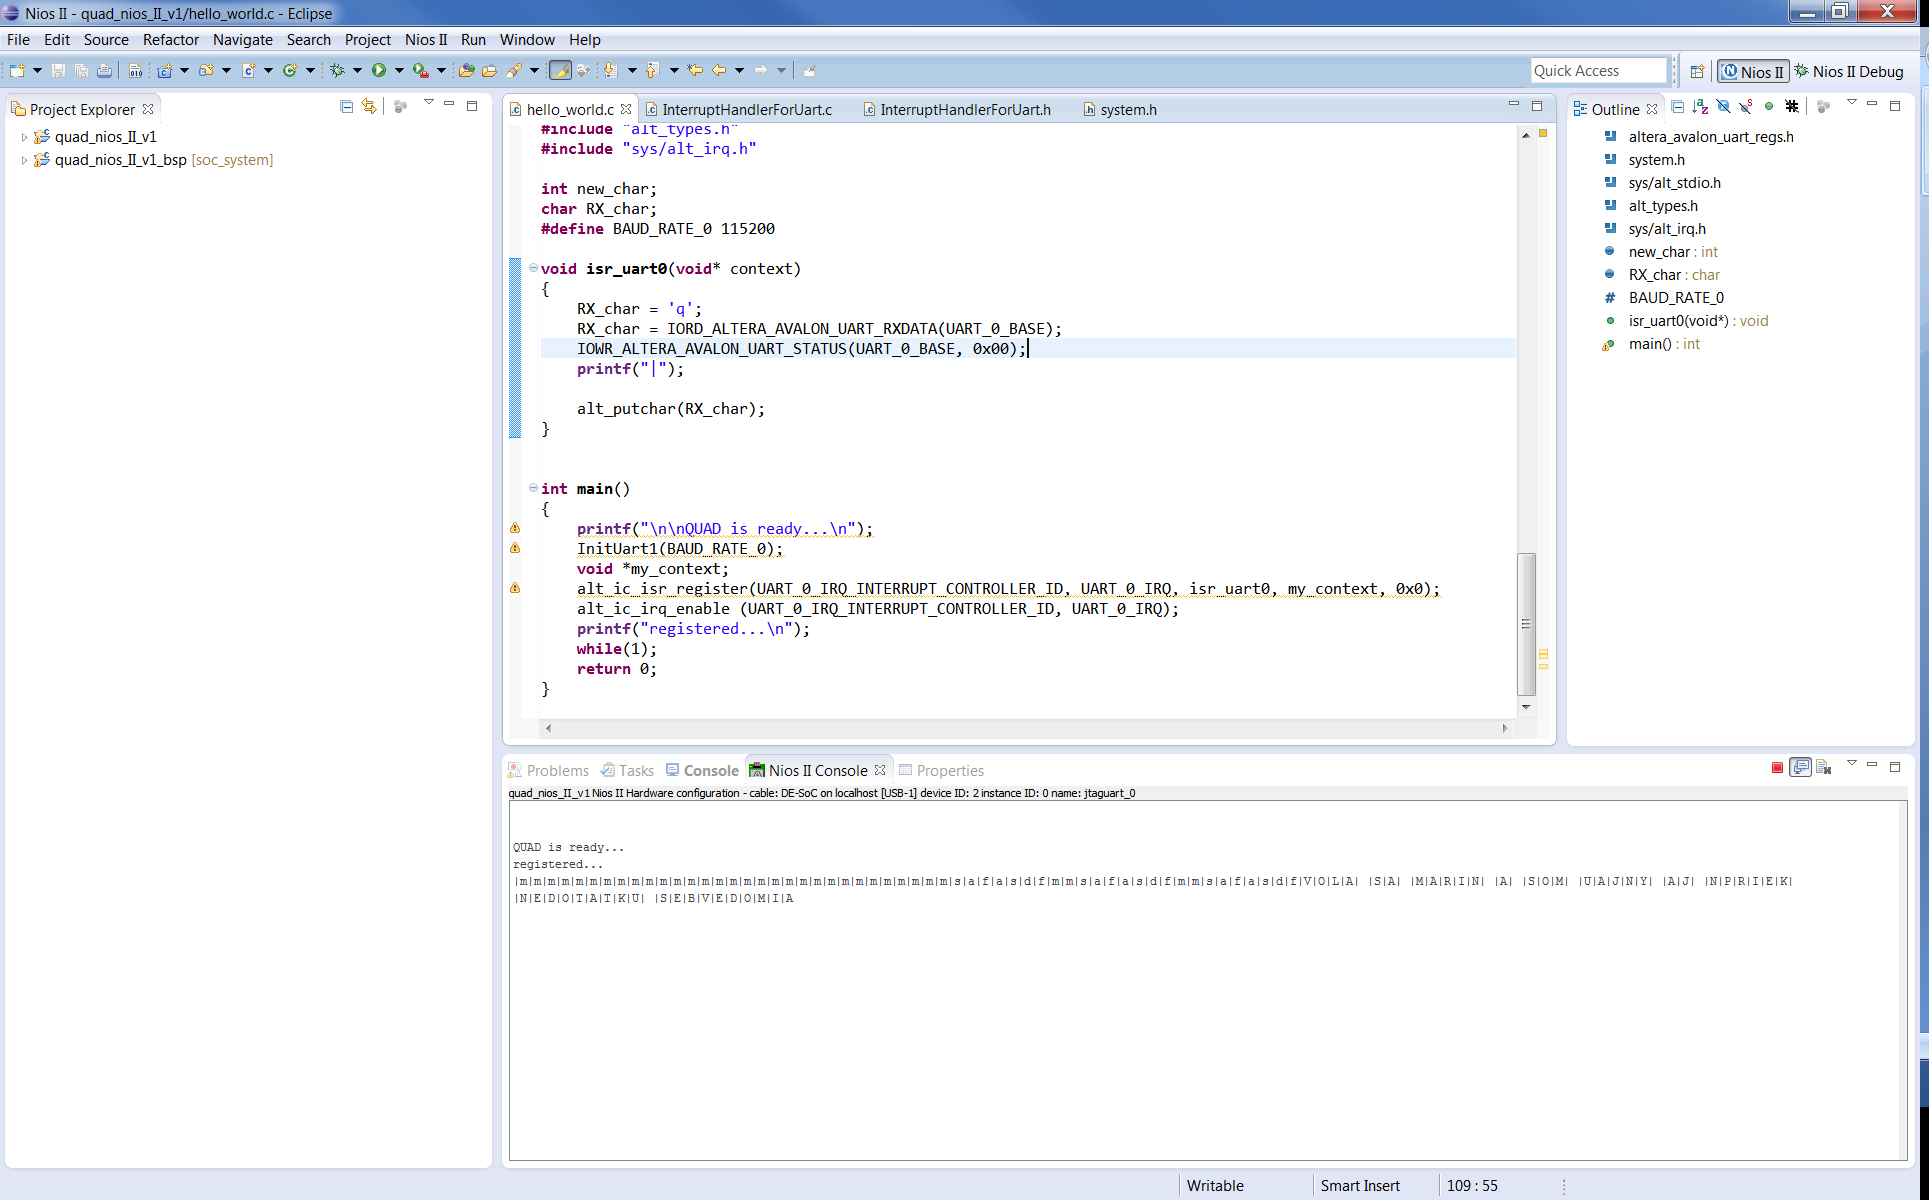 Nios II - quad_nios_II_v1/hello_world.c - Eclipse
File Edit Source Refactor Navigate Search Project Nios II Run Window Help
Quick Access Nios II Nios II Debug
Project Explorer
quad_nios_II_v1
quad_nios_II_v1_bsp [soc_system]
hello_world.c InterruptHandlerForUart.c InterruptHandlerForUart.h system.h
#include "alt_types.h"
#include "sys/alt_irq.h"
int new_char;
char RX_char;
#define BAUD_RATE_0 115200
void isr_uart0(void* context)
{
RX_char = 'q';
RX_char = IORD_ALTERA_AVALON_UART_RXDATA(UART_0_BASE);
IOWR_ALTERA_AVALON_UART_STATUS(UART_0_BASE, 0x00);
printf("|");
alt_putchar(RX_char);
}
int main()
{
printf("\n\nQUAD is ready...\n");
InitUart1(BAUD_RATE_0);
void *my_context;
alt_ic_isr_register(UART_0_IRQ_INTERRUPT_CONTROLLER_ID, UART_0_IRQ, isr_uart0, my_context, 0x0);
alt_ic_irq_enable (UART_0_IRQ_INTERRUPT_CONTROLLER_ID, UART_0_IRQ);
printf("registered...\n");
while(1);
return 0;
}
Outline
altera_avalon_uart_regs.h
system.h
sys/alt_stdio.h
alt_types.h
sys/alt_irq.h
new_char : int
RX_char : char
BAUD_RATE_0
isr_uart0(void*) : void
main() : int
Problems Tasks Console Nios II Console Properties
quad_nios_II_v1 Nios II Hardware configuration - cable: DE-SoC on localhost [USB-1] device ID: 2 instance ID: 0 name: jtaguart_0
QUAD is ready...
registered...
|m|m|m|m|m|m|m|m|m|m|m|m|m|m|m|m|m|m|m|m|m|m|m|m|m|m|m|m|m|m|m|s|a|f|a|s|d|f|m|m|s|a|f|a|s|d|f|m|m|s|a|f|a|s|d|f|V|O|L|A| |S|A| |M|A|R|I|N| |A| |S|O|M| |U|A|J|N|Y| |A|J| |N|P|R|I|E|K|
|N|E|D|O|T|A|T|K|U| |S|E|B|V|E|D|O|M|I|A
Writable Smart Insert 109 : 55